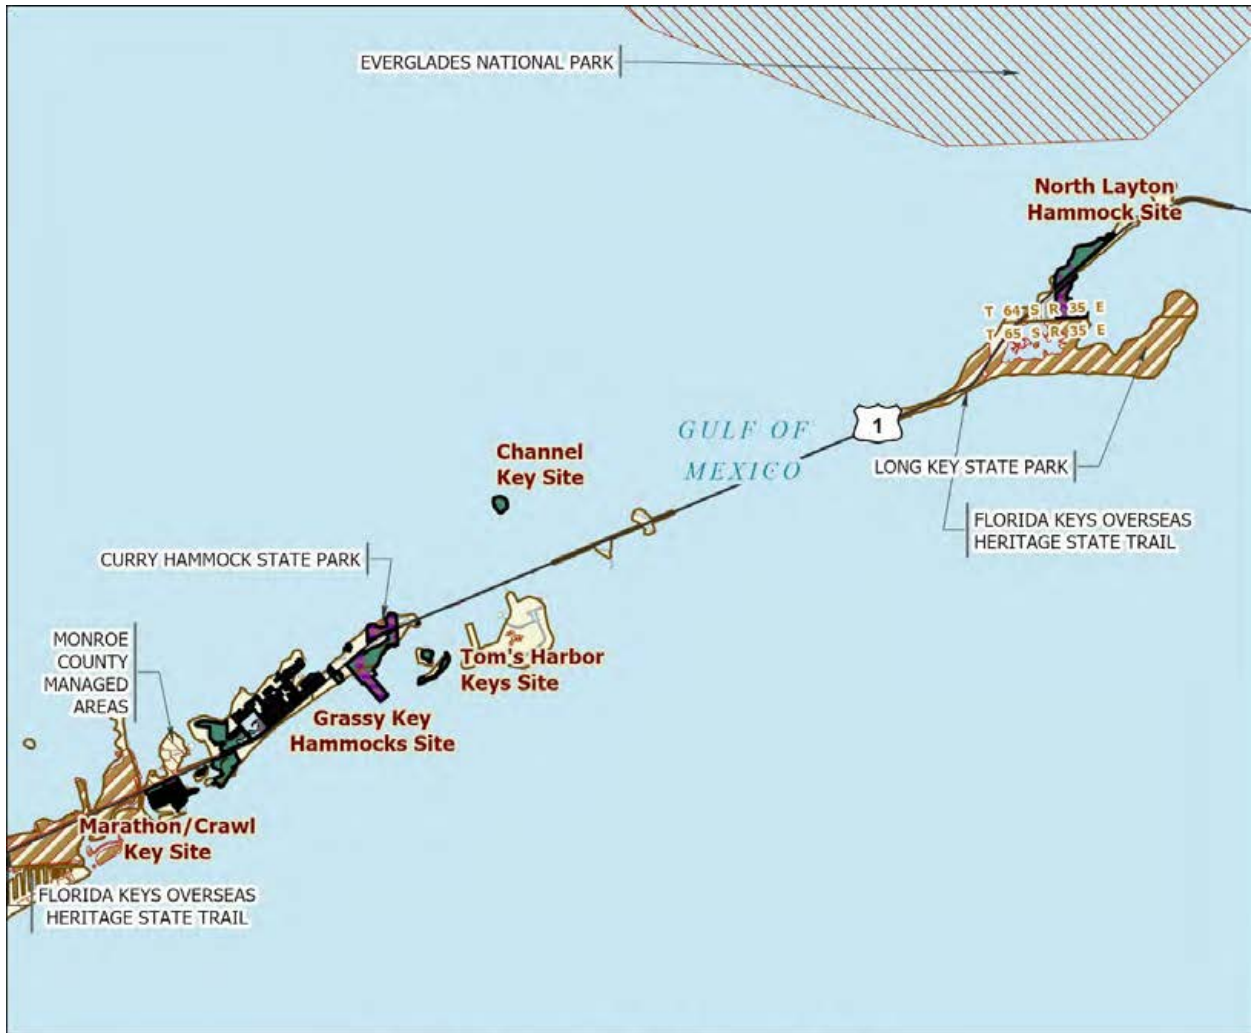 EVERGLADES NATIONAL PARK
North Layton
Hammock Site
T 64 S R 35 E
T 65 S R 35 E
1
GULF OF
MEXICO
Channel
Key Site
LONG KEY STATE PARK
FLORIDA KEYS OVERSEAS
HERITAGE STATE TRAIL
CURRY HAMMOCK STATE PARK
MONROE
COUNTY
MANAGED
AREAS
Tom's Harbor
Keys Site
Grassy Key
Hammocks Site
Marathon/Crawl
Key Site
FLORIDA KEYS OVERSEAS
HERITAGE STATE TRAIL